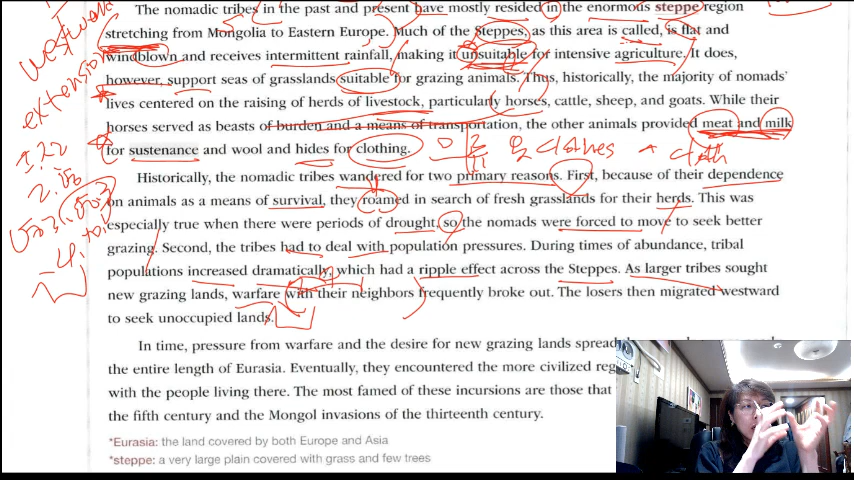 The nomadic tribes in the past and present have mostly resided in the enormous steppe region
stretching from Mongolia to Eastern Europe. Much of the Steppes, as this area is called, is flat and
windblown and receives intermittent rainfall, making it unsuitable for intensive agriculture. It does,
however, support seas of grasslands suitable for grazing animals. Thus, historically, the majority of nomads'
lives centered on the raising of herds of livestock, particularly horses, cattle, sheep, and goats. While their
horses served as beasts of burden and a means of transportation, the other animals provided meat and milk
for sustenance and wool and hides for clothing.
clothes
cloth
westward
extension
Historically, the nomadic tribes wandered for two primary reasons. First, because of their dependence
on animals as a means of survival, they roamed in search of fresh grasslands for their herds. This was
especially true when there were periods of drought, so the nomads were forced to move to seek better
grazing. Second, the tribes had to deal with population pressures. During times of abundance, tribal
populations increased dramatically, which had a ripple effect across the Steppes. As larger tribes sought
new grazing lands, warfare with their neighbors frequently broke out. The losers then migrated westward
to seek unoccupied lands.
In time, pressure from warfare and the desire for new grazing lands spread
the entire length of Eurasia. Eventually, they encountered the more civilized reg
with the people living there. The most famed of these incursions are those that
the fifth century and the Mongol invasions of the thirteenth century.
*Eurasia: the land covered by both Europe and Asia
*steppe: a very large plain covered with grass and few trees